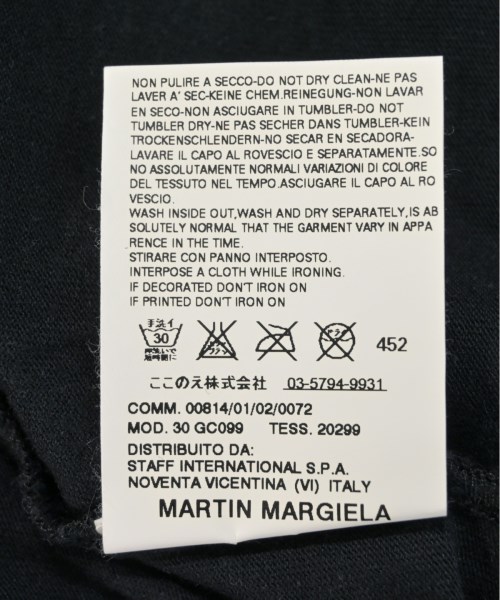 NON PULIRE A SECCO-DO NOT DRY CLEAN-NE PAS
LAVER A' SEC-KEINE CHEM.REINEGUNG-NON LAVAR
EN SECO-NON ASCIUGARE IN TUMBLER-DO NOT
TUMBLER DRY-NE PAS SECHER DANS TUMBLER-KEIN
TROCKENSCHLENDERN-NO SECAR EN SECADORA-
LAVARE IL CAPO AL ROVESCIO E SEPARATAMENTE.SO
NO ASSOLUTAMENTE NORMALI VARIAZIONI DI COLORE
DEL TESSUTO NEL TEMPO.ASCIUGARE IL CAPO AL RO
VESCIO.
WASH INSIDE OUT,WASH AND DRY SEPARATELY,IS AB
SOLUTELY NORMAL THAT THE GARMENT VARY IN APPA
RENCE IN THE TIME.
STIRARE CON PANNO INTERPOSTO.
INTERPOSE A CLOTH WHILE IRONING.
IF DECORATED DON'T IRON ON
IF PRINTED DON'T IRON ON
手洗イ
30
452
ここのえ株式会社 03-5794-9931
COMM. 00814/01/02/0072
MOD. 30 GC099 TESS. 20299
DISTRIBUITO DA:
STAFF INTERNATIONAL S.P.A.
NOVENTA VICENTINA (VI) ITALY
MARTIN MARGIELA